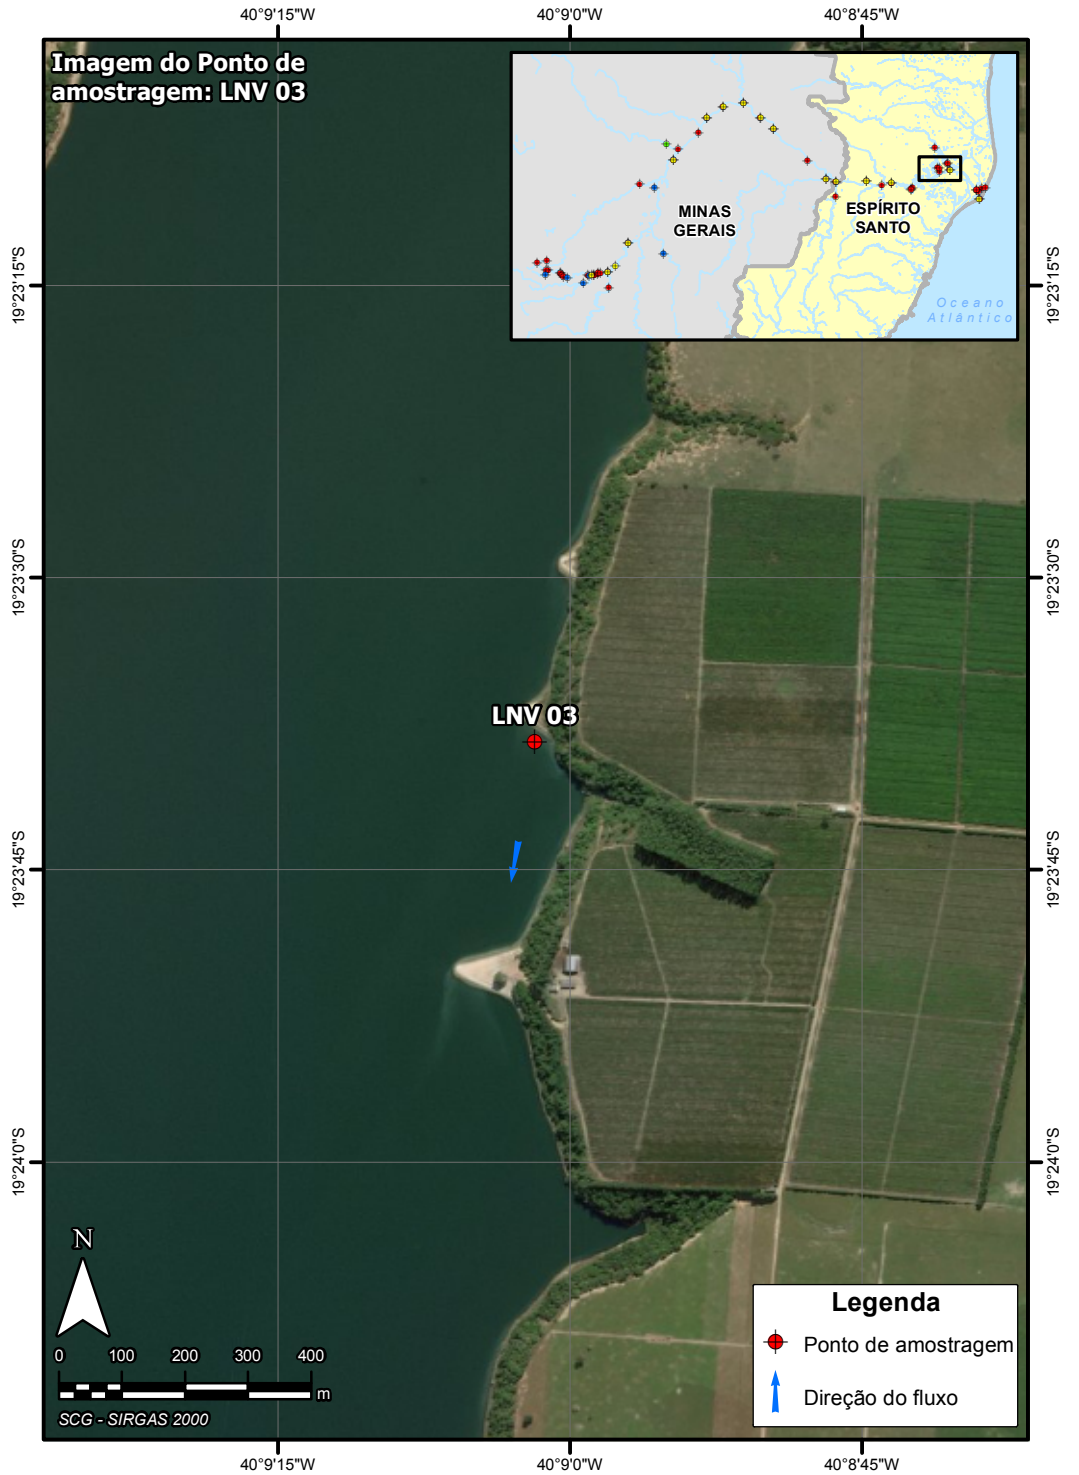 40°9'15"W
40°9'0"W
40°8'45"W
Imagem do Ponto de
amostragem: LNV 03
MINAS
GERAIS
ESPÍRITO
SANTO
Oceano
Atlântico
19°23'15"S
19°23'15"S
19°23'30"S
19°23'30"S
LNV 03
19°23'45"S
19°23'45"S
19°24'0"S
19°24'0"S
N
0 100 200 300 400
m
SCG - SIRGAS 2000
Legenda
Ponto de amostragem
Direção do fluxo
40°9'15"W
40°9'0"W
40°8'45"W